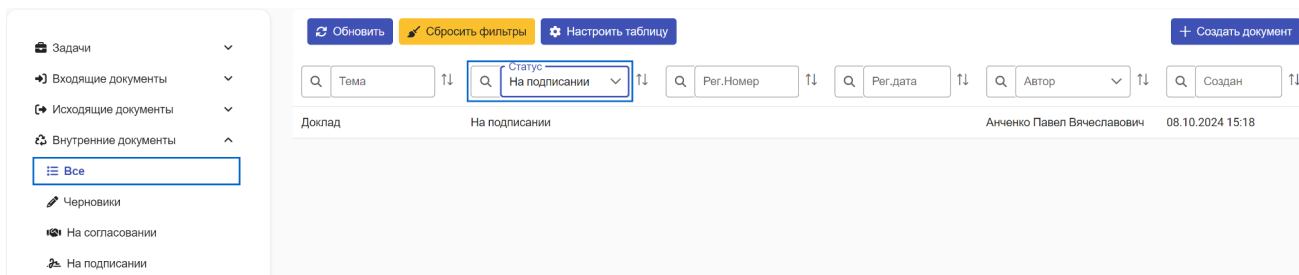 Обновить Сбросить фильтры Настроить таблицу + Создать документ
Задачи
Входящие документы
Исходящие документы
Внутренние документы
Все
Черновики
На согласовании
На подписании
Тема Статус На подписании Рег.Номер Рег.дата Автор Создан
Доклад На подписании Анченко Павел Вячеславович 08.10.2024 15:18